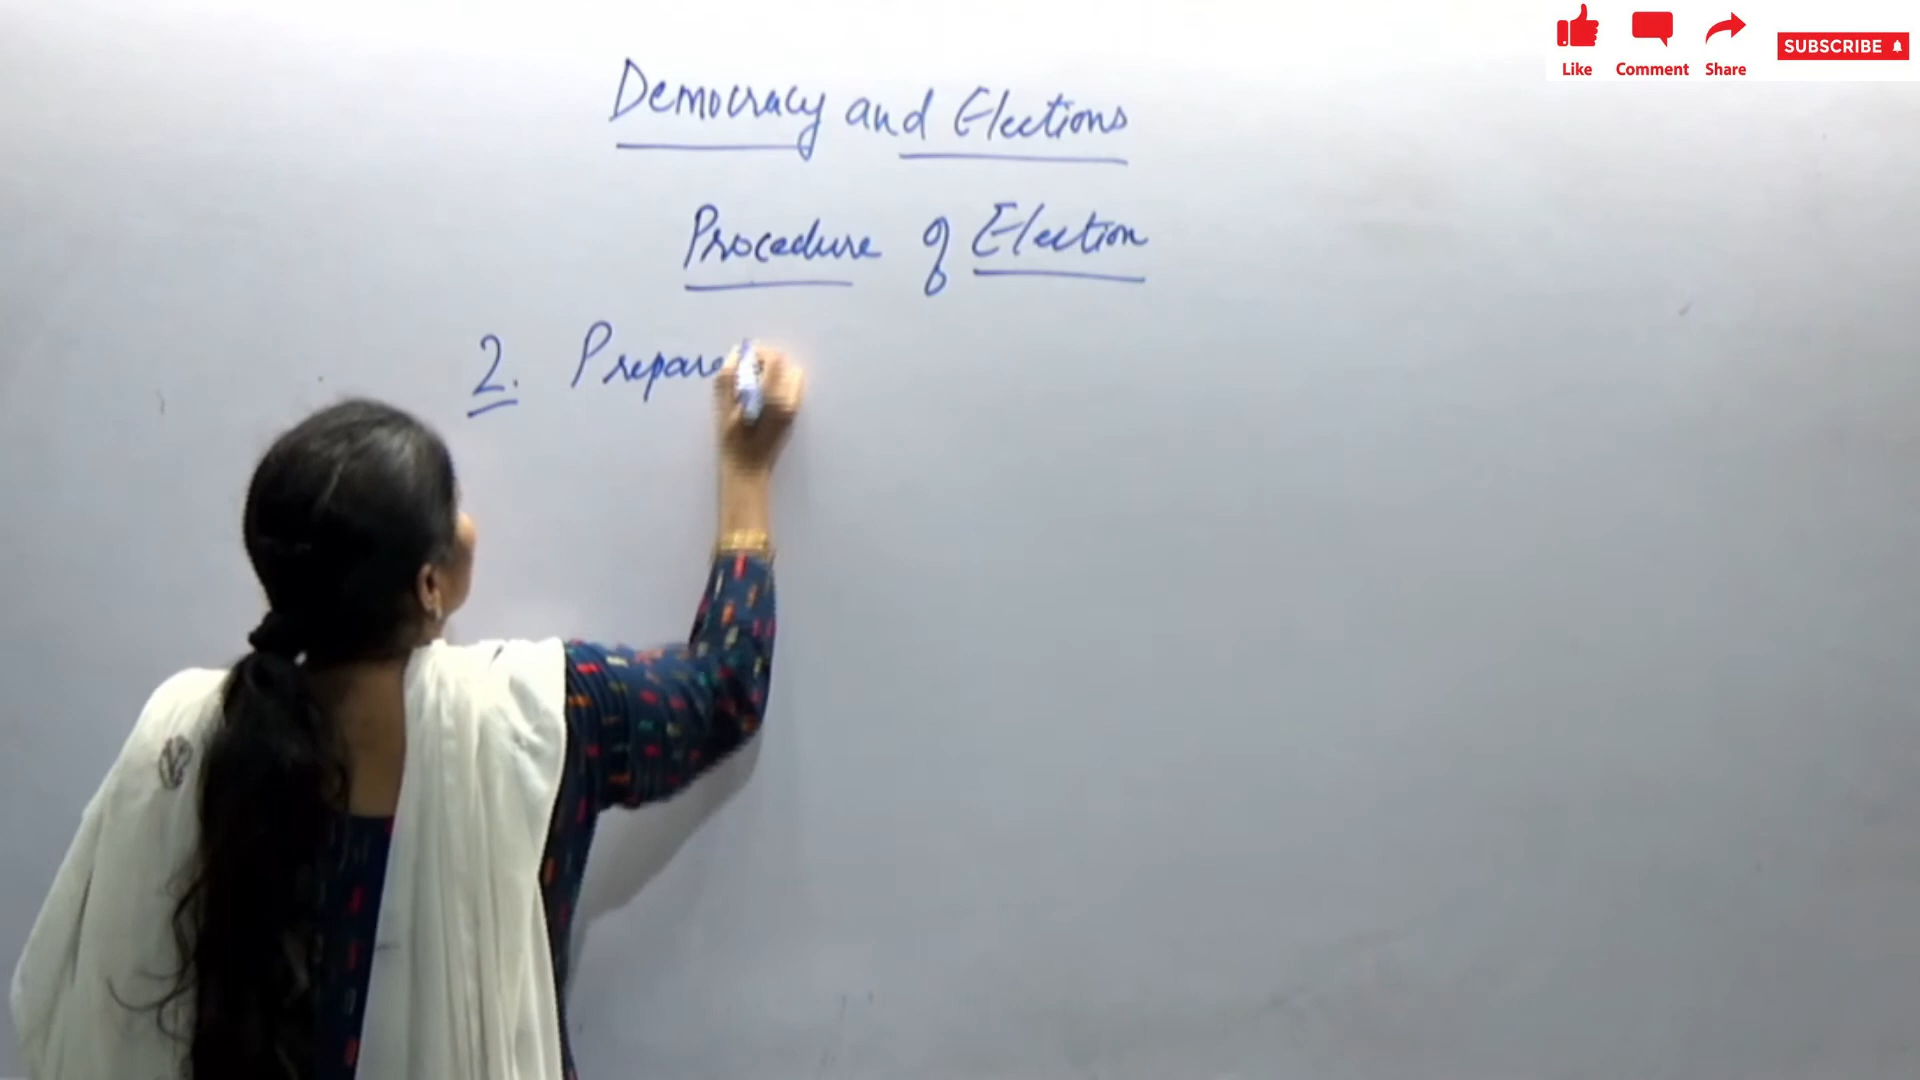 Democracy and Elections
Procedure of Election
2. Prepare
Like Comment Share SUBSCRIBE